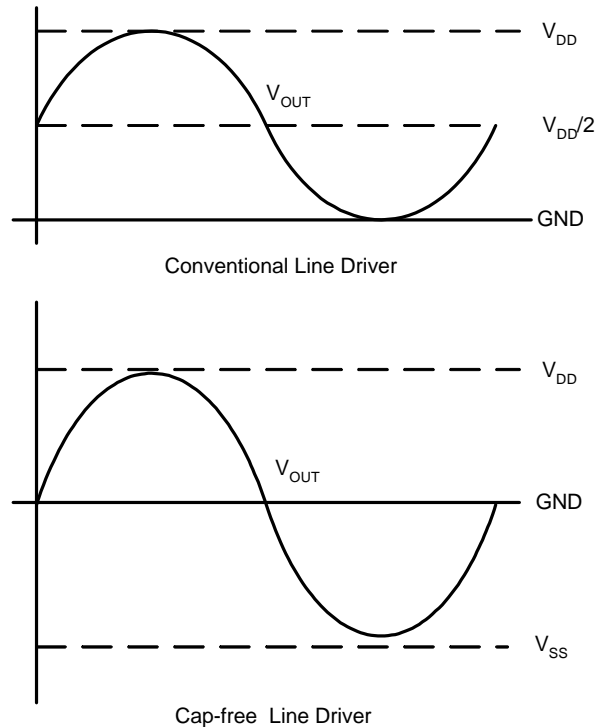 V_DD
V_OUT
V_DD/2
GND
Conventional Line Driver
V_DD
V_OUT
GND
V_SS
Cap-free Line Driver